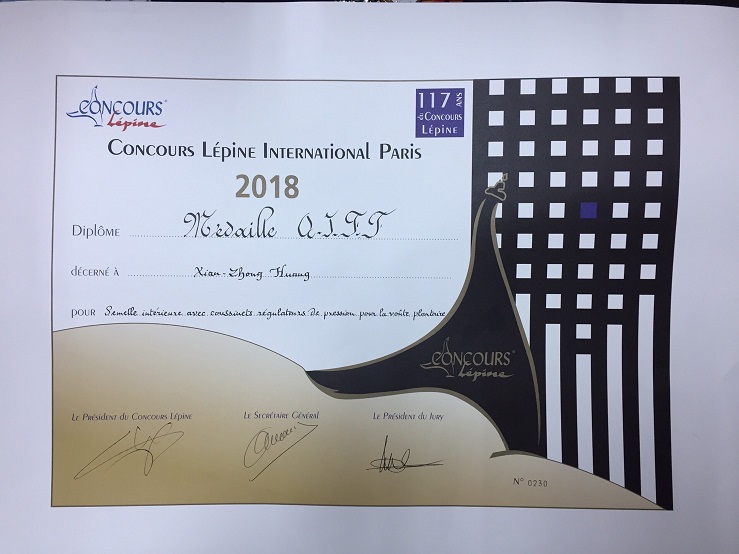 CONCOURS
Lépine
117 ANS
du CONCOURS
LÉPINE
CONCOURS LÉPINE INTERNATIONAL PARIS
2018
Diplôme Médaille Q.I.F.F
DÉCERNÉ À Xian-Zhong Huang
POUR Semelle intérieure avec coussinets régulateurs de pression pour la voûte plantaire
CONCOURS
Lépine
LE PRÉSIDENT DU CONCOURS LÉPINE
LE SECRÉTAIRE GÉNÉRAL
LE PRÉSIDENT DU JURY
N° 0230